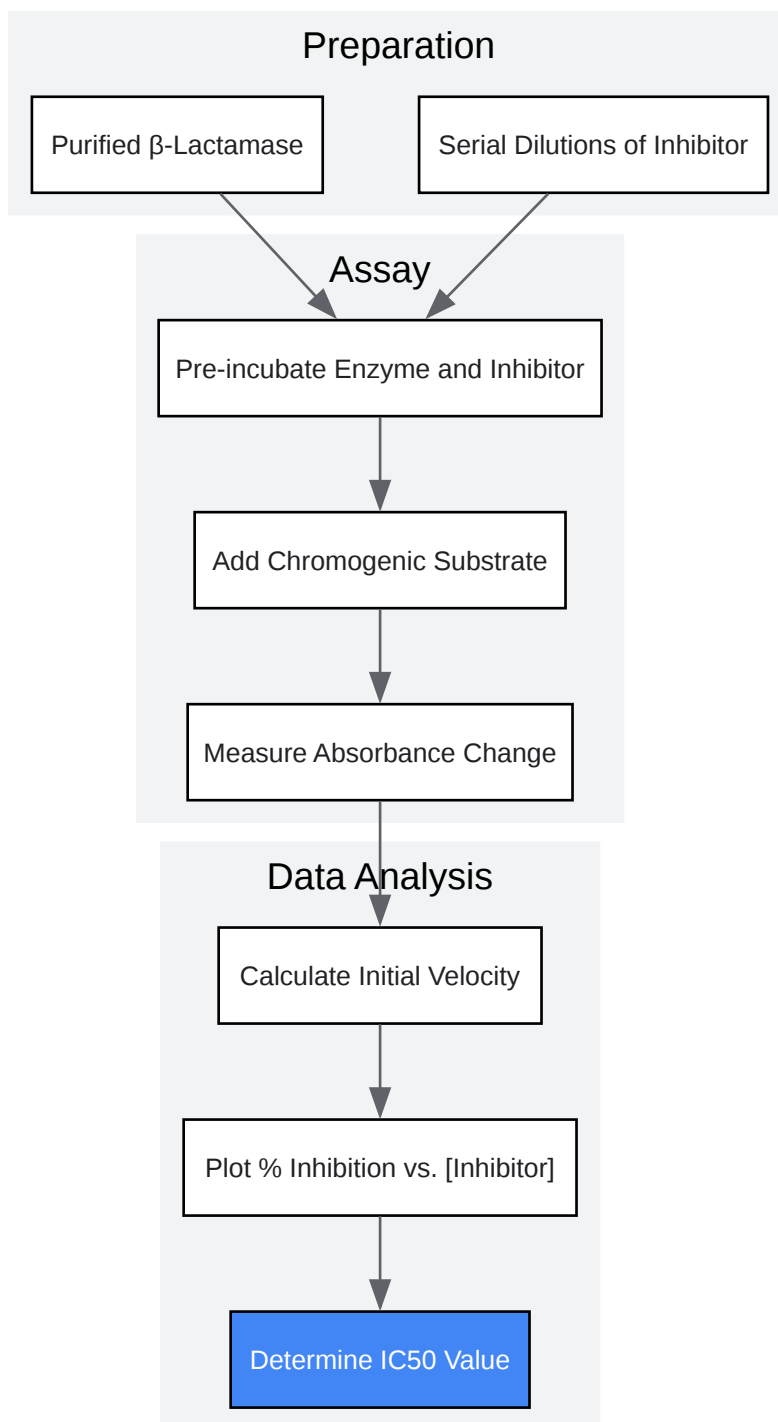 Preparation
Purified β-Lactamase
Serial Dilutions of Inhibitor
Assay
Pre-incubate Enzyme and Inhibitor
Add Chromogenic Substrate
Measure Absorbance Change
Data Analysis
Calculate Initial Velocity
Plot % Inhibition vs. [Inhibitor]
Determine IC50 Value